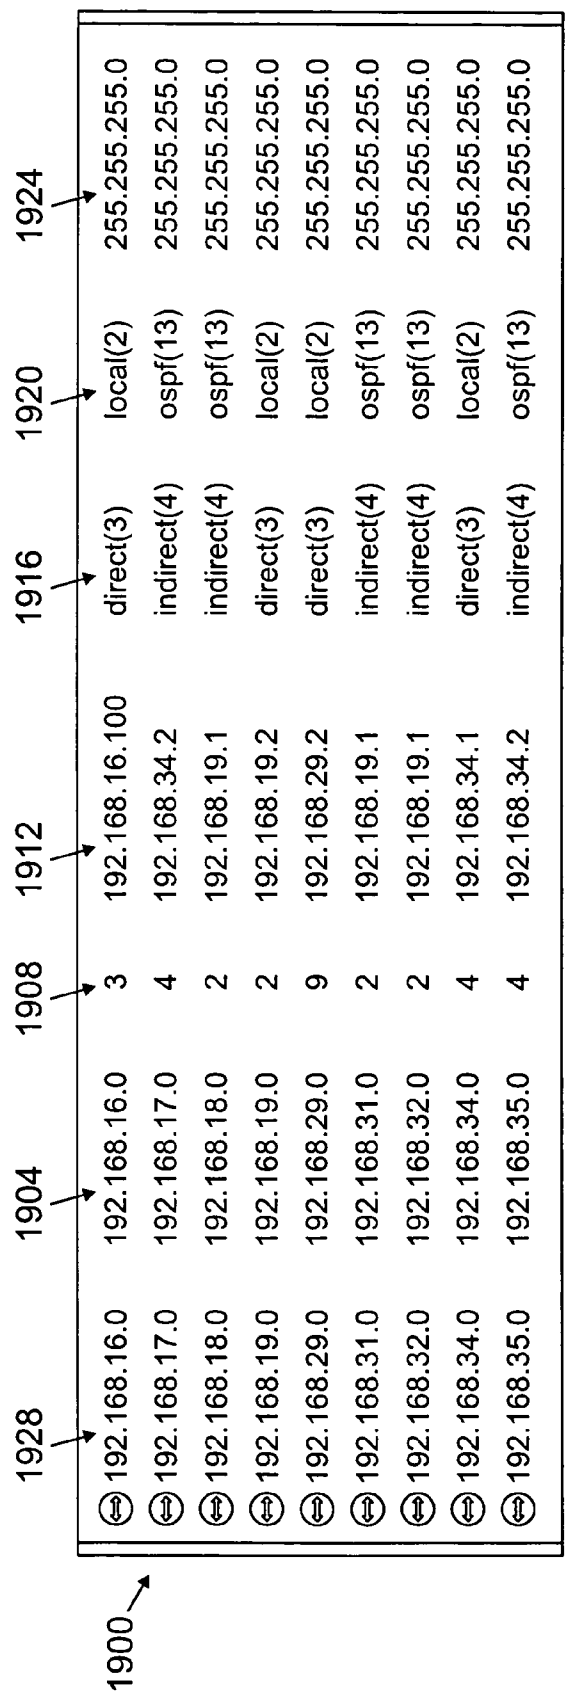 1900
1928 1904 1908 1912 1916 1920 1924
192.168.16.0 192.168.16.0 3 192.168.16.100 direct(3) local(2) 255.255.255.0
192.168.17.0 192.168.17.0 4 192.168.34.2 indirect(4) ospf(13) 255.255.255.0
192.168.18.0 192.168.18.0 2 192.168.19.1 indirect(4) ospf(13) 255.255.255.0
192.168.19.0 192.168.19.0 2 192.168.19.2 direct(3) local(2) 255.255.255.0
192.168.29.0 192.168.29.0 9 192.168.29.2 direct(3) local(2) 255.255.255.0
192.168.31.0 192.168.31.0 2 192.168.19.1 indirect(4) ospf(13) 255.255.255.0
192.168.32.0 192.168.32.0 2 192.168.19.1 indirect(4) ospf(13) 255.255.255.0
192.168.34.0 192.168.34.0 4 192.168.34.1 direct(3) local(2) 255.255.255.0
192.168.35.0 192.168.35.0 4 192.168.34.2 indirect(4) ospf(13) 255.255.255.0